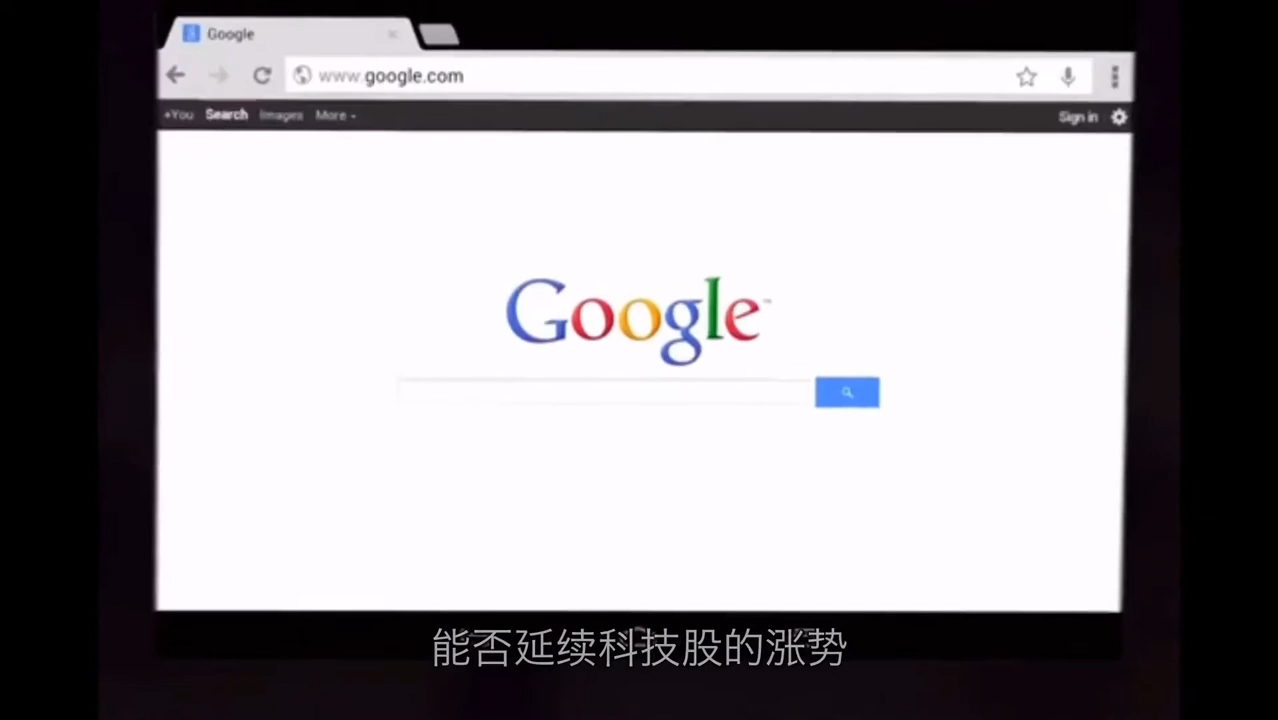 Google
www.google.com
+You Search Images More
Sign in
Google™
能否延续科技股的涨势